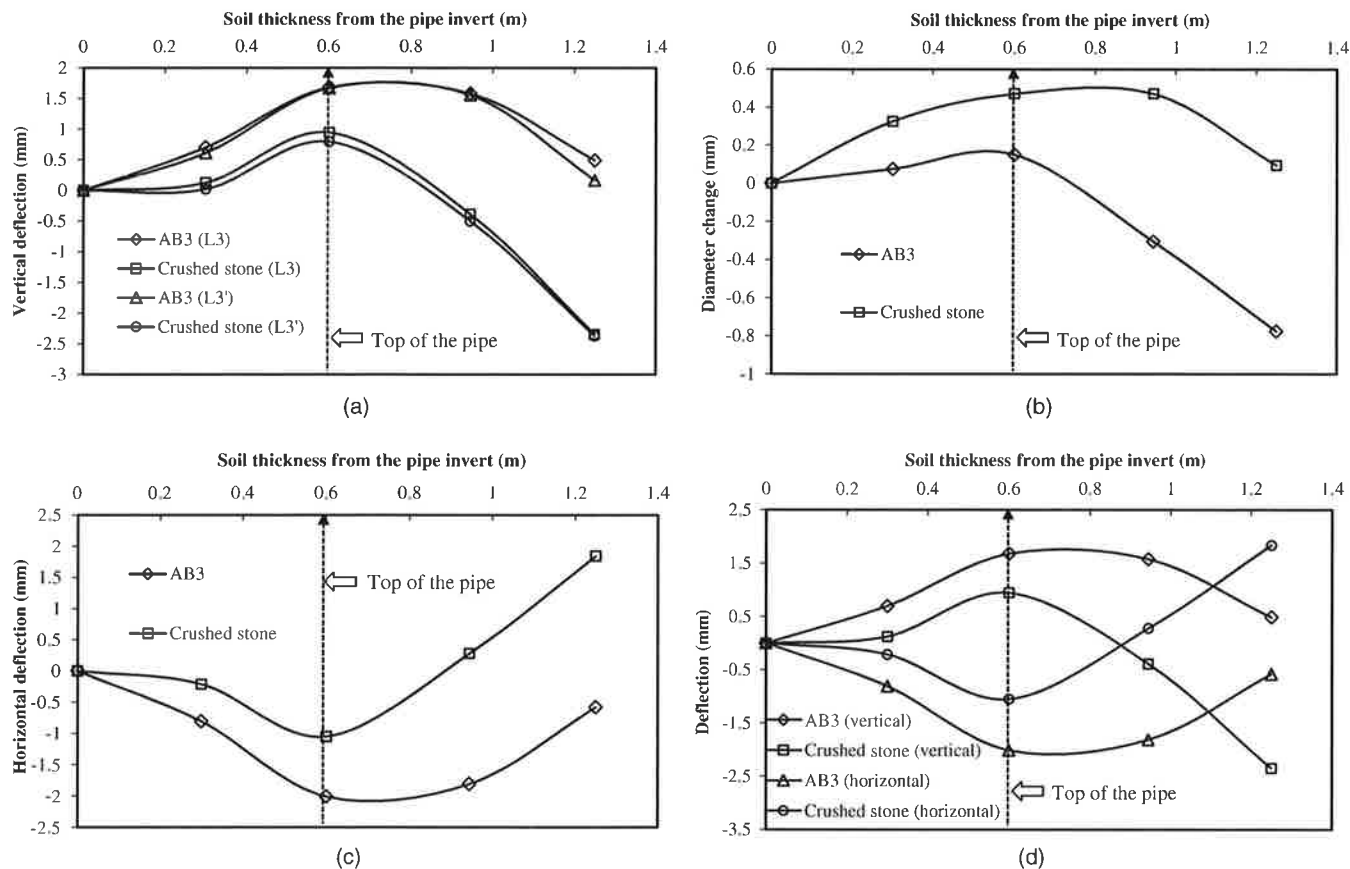 Soil thickness from the pipe invert (m)
0 0.2 0.4 0.6 0.8 1 1.2 1.4
2
1.5
1
0.5
0
-0.5
-1
-1.5
-2
-2.5
-3
Vertical deflection (mm)
AB3 (L3)
Crushed stone (L3)
AB3 (L3')
Crushed stone (L3')
Top of the pipe
(a)
Soil thickness from the pipe invert (m)
0 0.2 0.4 0.6 0.8 1 1.2 1.4
0.6
0.4
0.2
0
-0.2
-0.4
-0.6
-0.8
-1
Diameter change (mm)
AB3
Crushed stone
Top of the pipe
(b)
Soil thickness from the pipe invert (m)
0 0.2 0.4 0.6 0.8 1 1.2 1.4
2.5
2
1.5
1
0.5
0
-0.5
-1
-1.5
-2
-2.5
Horizontal deflection (mm)
AB3
Crushed stone
Top of the pipe
(c)
Soil thickness from the pipe invert (m)
0 0.2 0.4 0.6 0.8 1 1.2 1.4
2.5
1.5
0.5
-0.5
-1.5
-2.5
-3.5
Deflection (mm)
AB3 (vertical)
Crushed stone (vertical)
AB3 (horizontal)
Crushed stone (horizontal)
Top of the pipe
(d)